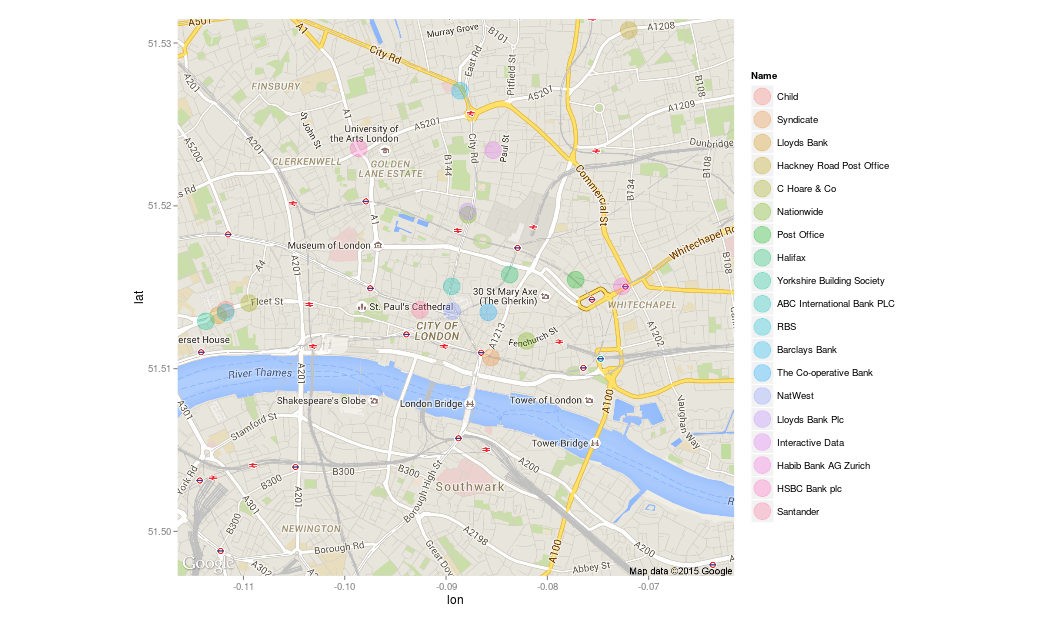 51.53
51.52
51.51
51.50
lat
-0.11
-0.10
-0.09
-0.08
-0.07
lon
A501
A1
Murray Grove
B101
A1208
City Rd
East Rd
Pitfield St
A201
FINSBURY
B108
A1
A5201
A1209
St John St
University of
the Arts London
A5201
City Rd
Paul St
Dunbridge
A5200
A201
CLERKENWELL
GOLDEN
LANE ESTATE
B144
B108
s Rd
Commercial St
B134
A1
Museum of London
Whitechapel Rd
A4
A201
B108
30 St Mary Axe
(The Gherkin)
Fleet St
St. Paul's Cathedral
WHITECHAPEL
CITY OF
LONDON
A1213
Fenchurch St
A1202
erset House
River Thames
A201
Shakespeare's Globe
London Bridge
Tower of London
A100
Vaughan Way
A301
Stamford St
Tower Bridge
B300
B300
A200
York Rd
B300
A201
Borough High St
Southwark
A301
B300
NEWINGTON
A2198
R
Borough Rd
Great Do
A100
A200
Google
A302
Abbey St
Map data ©2015 Google
Name
Child
Syndicate
Lloyds Bank
Hackney Road Post Office
C Hoare & Co
Nationwide
Post Office
Halifax
Yorkshire Building Society
ABC International Bank PLC
RBS
Barclays Bank
The Co-operative Bank
NatWest
Lloyds Bank Plc
Interactive Data
Habib Bank AG Zurich
HSBC Bank plc
Santander